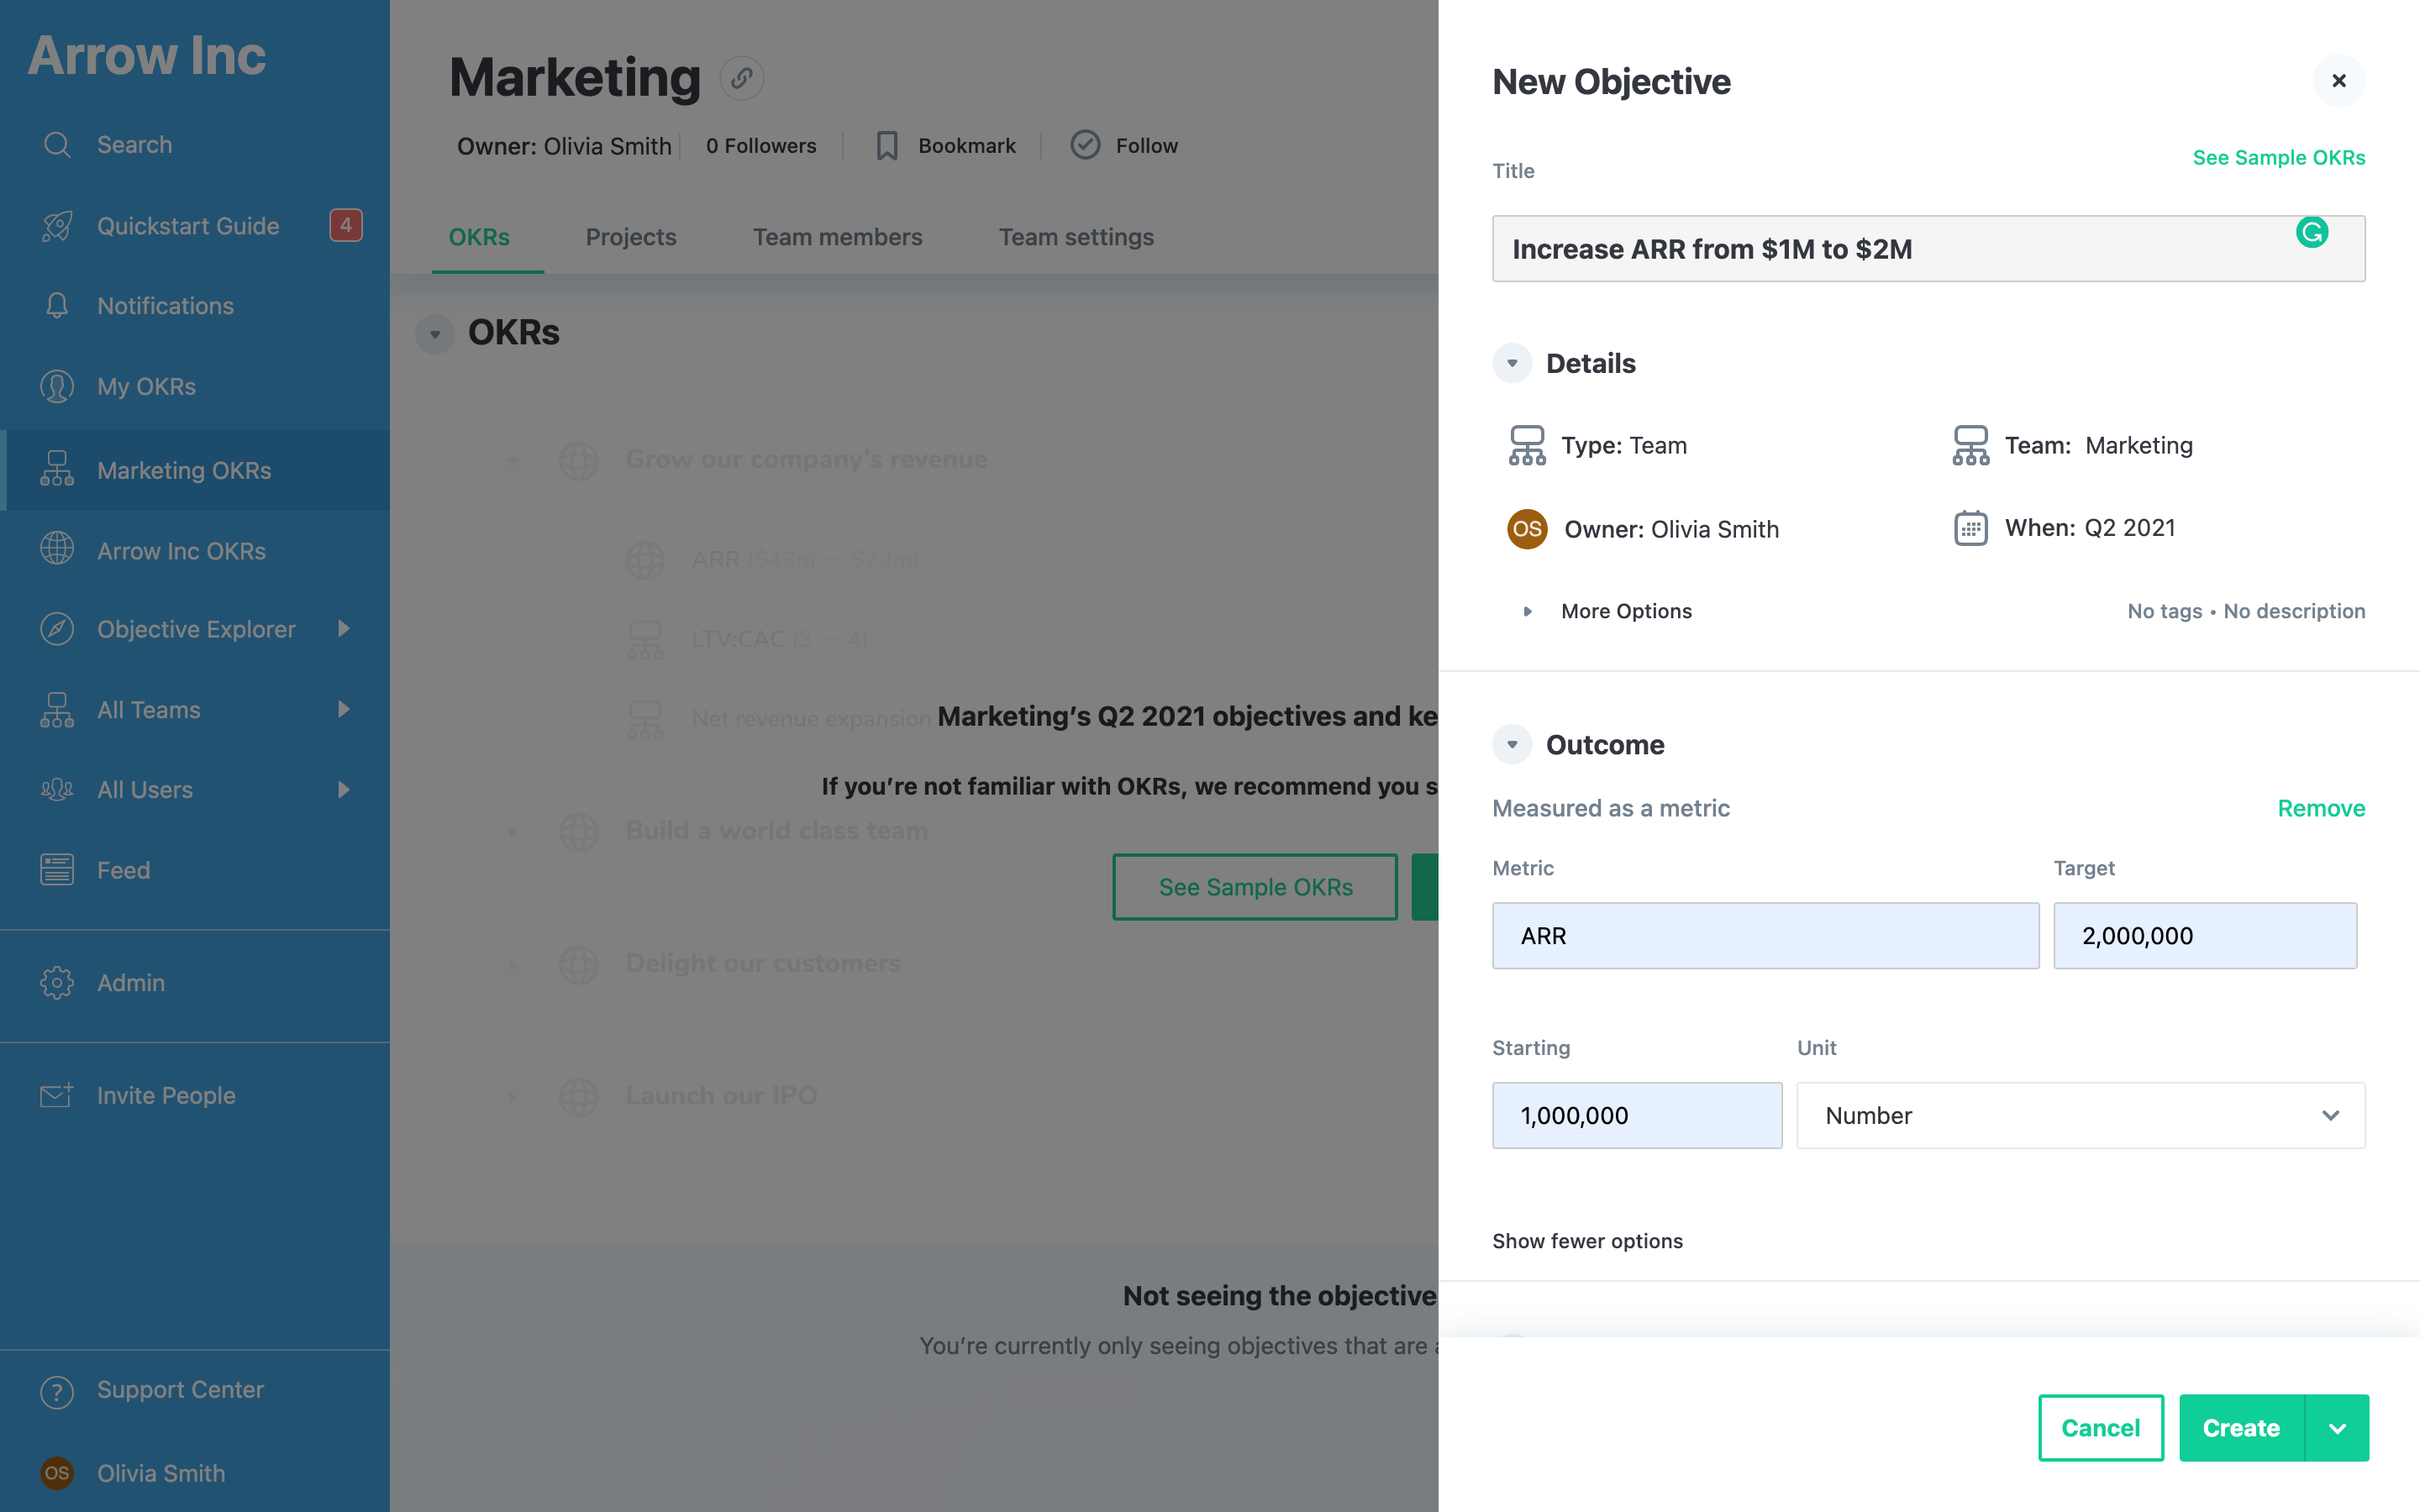 Arrow Inc
Search
Quickstart Guide
4
Notifications
My OKRs
Marketing OKRs
Arrow Inc OKRs
Objective Explorer
All Teams
All Users
Feed
Admin
Invite People
Support Center
OS
Olivia Smith
Marketing
Owner: Olivia Smith
0 Followers
Bookmark
Follow
OKRs
Projects
Team members
Team settings
OKRs
Grow our company's revenue
ARR ($48m → $72m)
LTV:CAC (3 → 4)
Net revenue expansion
Marketing's Q2 2021 objectives and ke
If you're not familiar with OKRs, we recommend you s
Build a world class team
See Sample OKRs
Delight our customers
Launch our IPO
Not seeing the objective
You're currently only seeing objectives that are
New Objective
See Sample OKRs
Title
Increase ARR from $1M to $2M
Details
Type: Team
Team: Marketing
OS
Owner: Olivia Smith
When: Q2 2021
More Options
No tags • No description
Outcome
Measured as a metric
Remove
Metric
Target
ARR
2,000,000
Starting
Unit
1,000,000
Number
Show fewer options
Cancel
Create